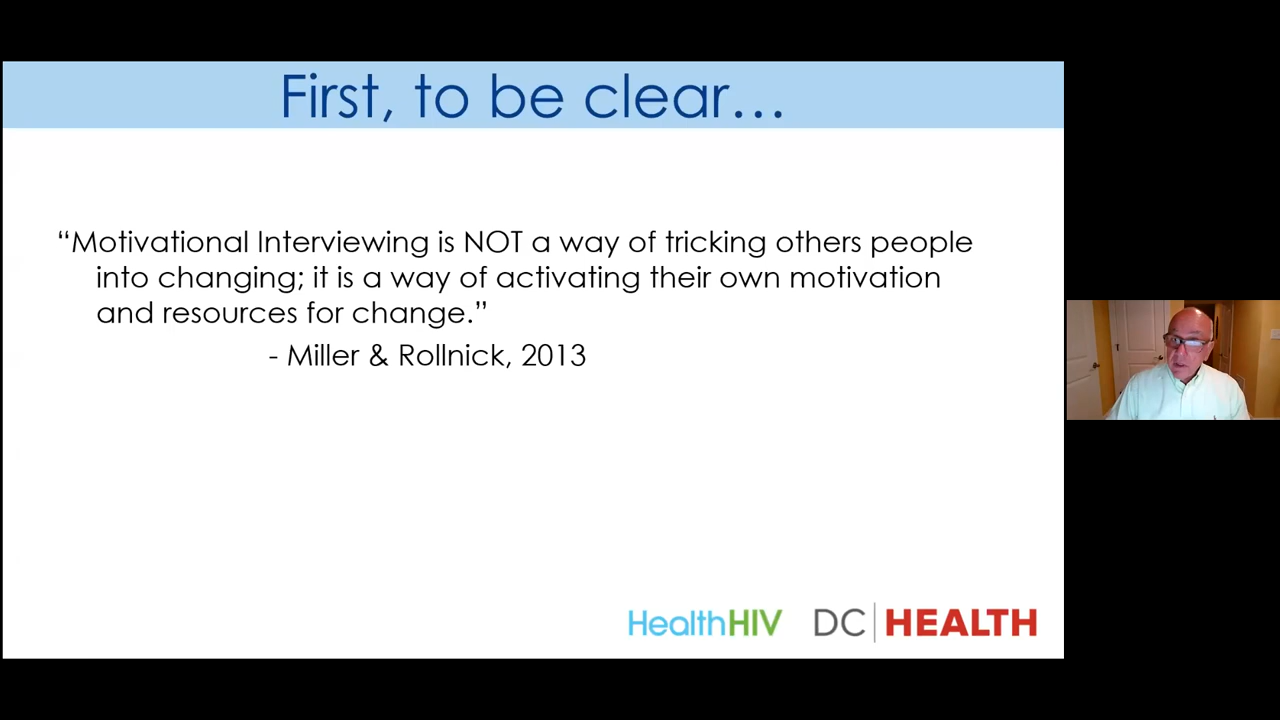 First, to be clear…
“Motivational Interviewing is NOT a way of tricking others people
into changing; it is a way of activating their own motivation
and resources for change.”
- Miller & Rollnick, 2013
HealthHIV DC HEALTH